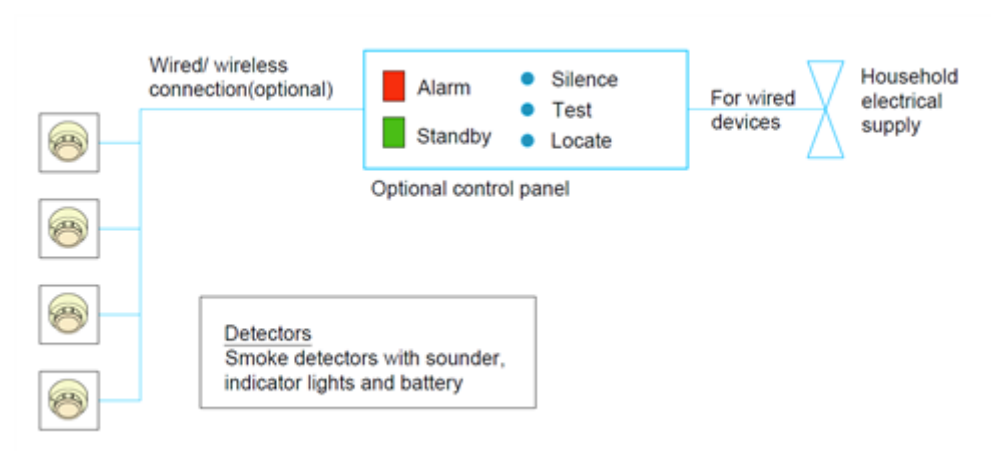 Wired/ wireless
connection(optional)
Alarm
Standby
Silence
Test
Locate
For wired
devices
Household
electrical
supply
Optional control panel
Detectors
Smoke detectors with sounder,
indicator lights and battery